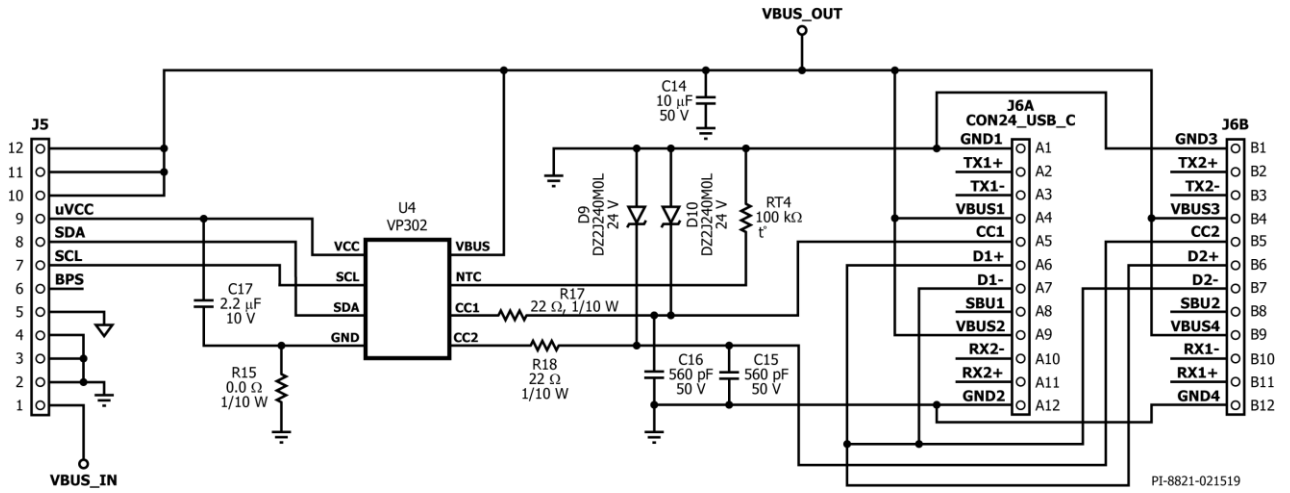 VBUS_OUT
C14
10 μF
50 V
J5
12
11
10
9
8
7
6
5
4
3
2
1
uVCC
SDA
SCL
BPS
VBUS_IN
C17
2.2 μF
10 V
R15
0.0 Ω
1/10 W
U4
VP302
VCC
SCL
SDA
GND
VBUS
NTC
CC1
CC2
R17
22 Ω, 1/10 W
R18
22 Ω
1/10 W
D9
DZ2J240M0L
24 V
D10
DZ2J240M0L
24 V
RT4
100 kΩ
t°
C16
560 pF
50 V
C15
560 pF
50 V
J6A
CON24_USB_C
GND1 A1
TX1+ A2
TX1- A3
VBUS1 A4
CC1 A5
D1+ A6
D1- A7
SBU1 A8
VBUS2 A9
RX2- A10
RX2+ A11
GND2 A12
J6B
GND3 B1
TX2+ B2
TX2- B3
VBUS3 B4
CC2 B5
D2+ B6
D2- B7
SBU2 B8
VBUS4 B9
RX1- B10
RX1+ B11
GND4 B12
PI-8821-021519